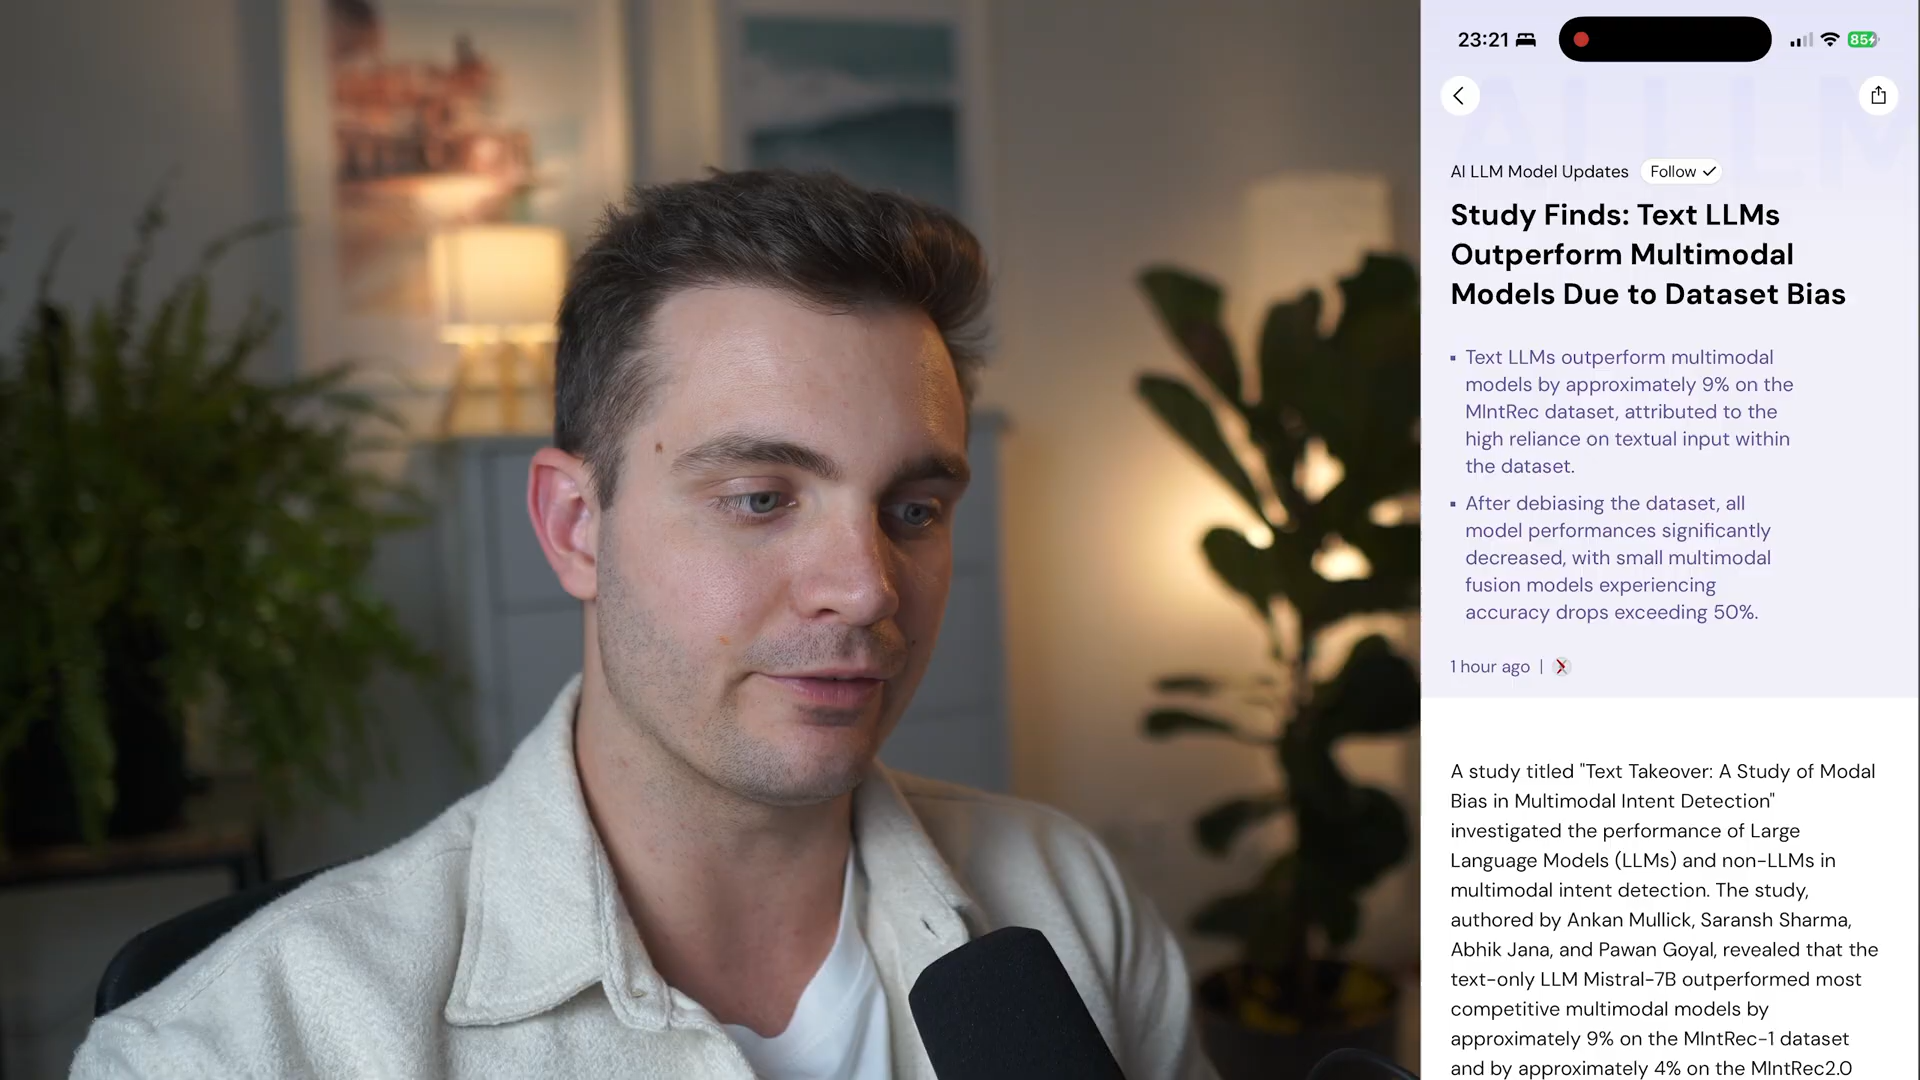 23:21
85
AI LLM Model Updates
Follow
Study Finds: Text LLMs
Outperform Multimodal
Models Due to Dataset Bias
▪ Text LLMs outperform multimodal
models by approximately 9% on the
MIntRec dataset, attributed to the
high reliance on textual input within
the dataset.
▪ After debiasing the dataset, all
model performances significantly
decreased, with small multimodal
fusion models experiencing
accuracy drops exceeding 50%.
1 hour ago |
A study titled "Text Takeover: A Study of Modal
Bias in Multimodal Intent Detection"
investigated the performance of Large
Language Models (LLMs) and non-LLMs in
multimodal intent detection. The study,
authored by Ankan Mullick, Saransh Sharma,
Abhik Jana, and Pawan Goyal, revealed that the
text-only LLM Mistral-7B outperformed most
competitive multimodal models by
approximately 9% on the MIntRec-1 dataset
and by approximately 4% on the MIntRec2.0